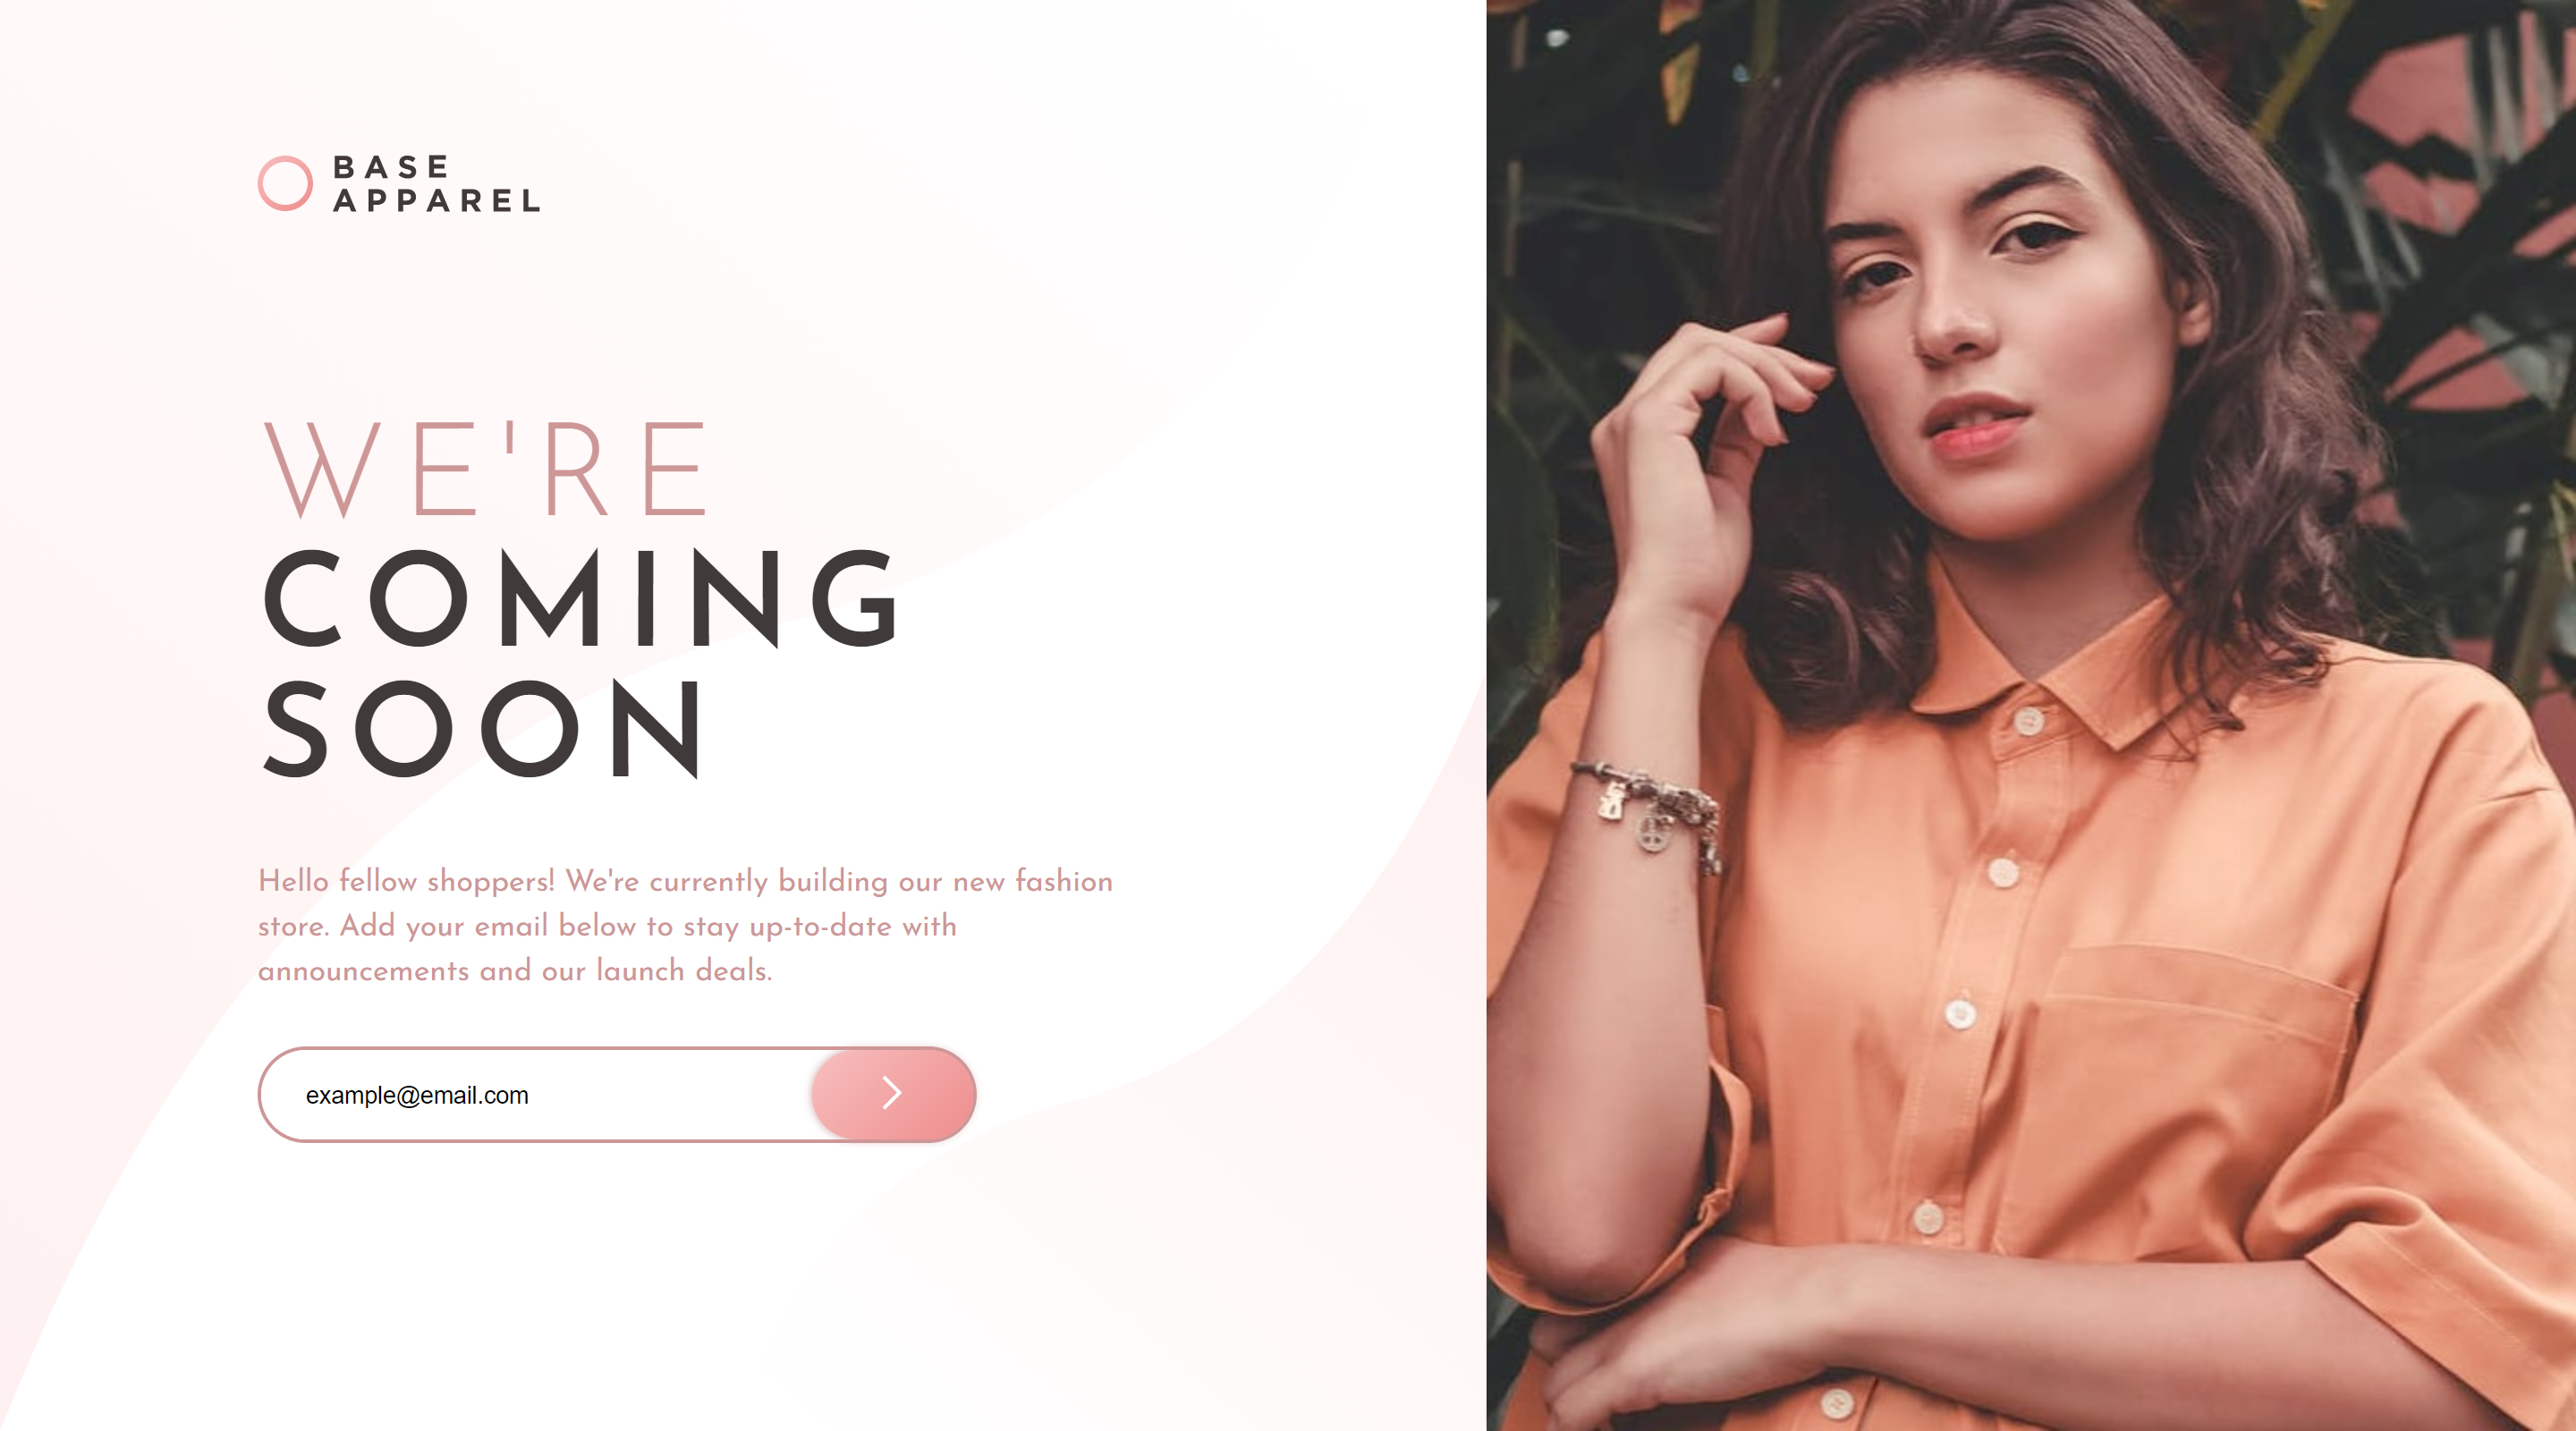 BASE
APPAREL
WE'RE
COMING
SOON
Hello fellow shoppers! We're currently building our new fashion
store. Add your email below to stay up-to-date with
announcements and our launch deals.
example@email.com